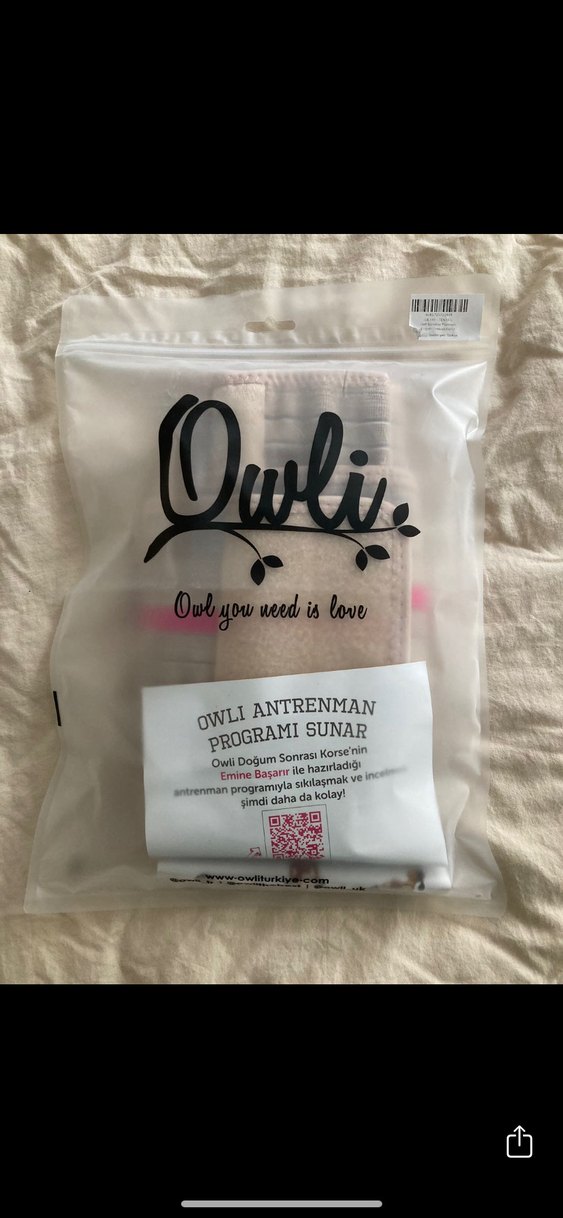 Owli
Owl you need is love
OWLI ANTRENMAN
PROGRAMI SUNAR
Owli Doğum Sonrası Korse'nin
Emine Başarır ile hazırladığı
antrenman programıyla sıkılaşmak ve
şimdi daha da kolay!
www.owliturkiye.com